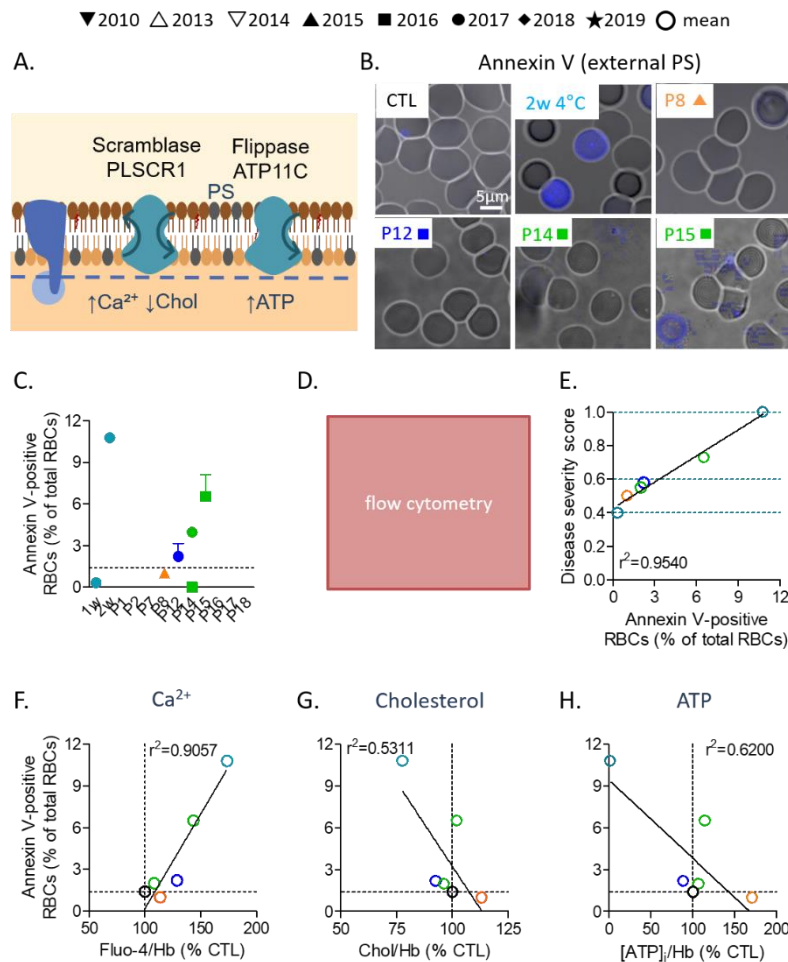 ▼2010 △2013 ▽2014 ▲2015 ■2016 ●2017 ◆2018 ★2019 ○ mean
A.
Scramblase
PLSCR1
Flippase
ATP11C
PS
↑Ca²⁺ ↓Chol ↑ATP
B. Annexin V (external PS)
CTL
5µm
2w 4°C
P8 ▲
P12 ■
P14 ■
P15 ■
C.
Annexin V-positive
RBCs (% of total RBCs)
12
9
6
3
0
1w
2w
P1
P2
P7
P8
P12
P14
P15
P16
P17
P18
D.
flow cytometry
E.
Disease severity score
1.0
0.8
0.6
0.4
0.2
0.0
r²=0.9540
0 3 6 9 12
Annexin V-positive
RBCs (% of total RBCs)
F. Ca²⁺
Annexin V-positive
RBCs (% of total RBCs)
r²=0.9057
12
9
6
3
0
50 100 150 200
Fluo-4/Hb (% CTL)
G. Cholesterol
r²=0.5311
12
9
6
3
0
50 75 100 125
Chol/Hb (% CTL)
H. ATP
r²=0.6200
12
9
6
3
0
0 50 100 150 200
[ATP]i/Hb (% CTL)